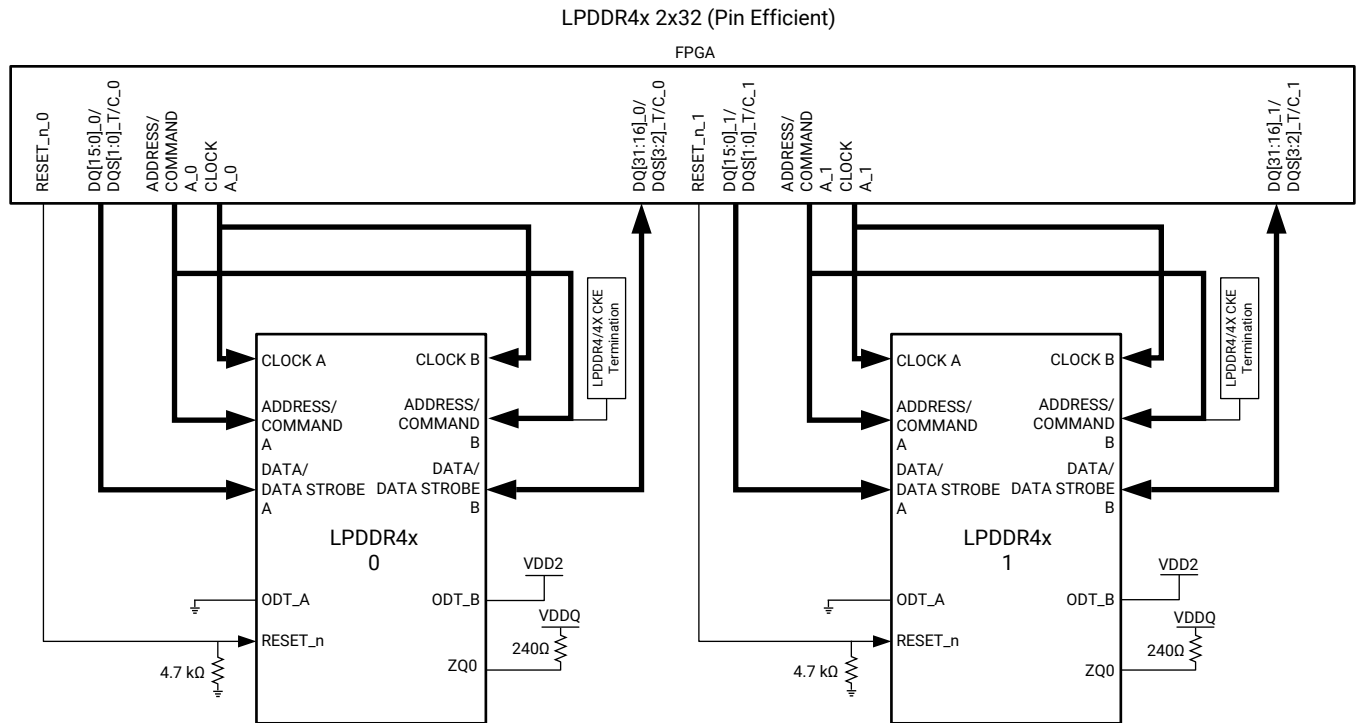 LPDDR4x 2x32 (Pin Efficient)
FPGA
RESET_n_0
DQ[15:0]_0/
DQS[1:0]_T/C_0
ADDRESS/
COMMAND
A_0
CLOCK
A_0
DQ[31:16]_0/
DQS[3:2]_T/C_0
RESET_n_1
DQ[15:0]_1/
DQS[1:0]_T/C_1
ADDRESS/
COMMAND
A_1
CLOCK
A_1
DQ[31:16]_1/
DQS[3:2]_T/C_1
CLOCK A
ADDRESS/
COMMAND
A
DATA/
DATA STROBE
A
CLOCK B
ADDRESS/
COMMAND
B
DATA/
DATA STROBE
B
LPDDR4/4X CKE
Termination
LPDDR4x
0
ODT_A
RESET_n
4.7 kΩ
ODT_B
VDD2
VDDQ
240Ω
ZQ0
CLOCK A
ADDRESS/
COMMAND
A
DATA/
DATA STROBE
A
CLOCK B
ADDRESS/
COMMAND
B
DATA/
DATA STROBE
B
LPDDR4/4X CKE
Termination
LPDDR4x
1
ODT_A
RESET_n
4.7 kΩ
ODT_B
VDD2
VDDQ
240Ω
ZQ0